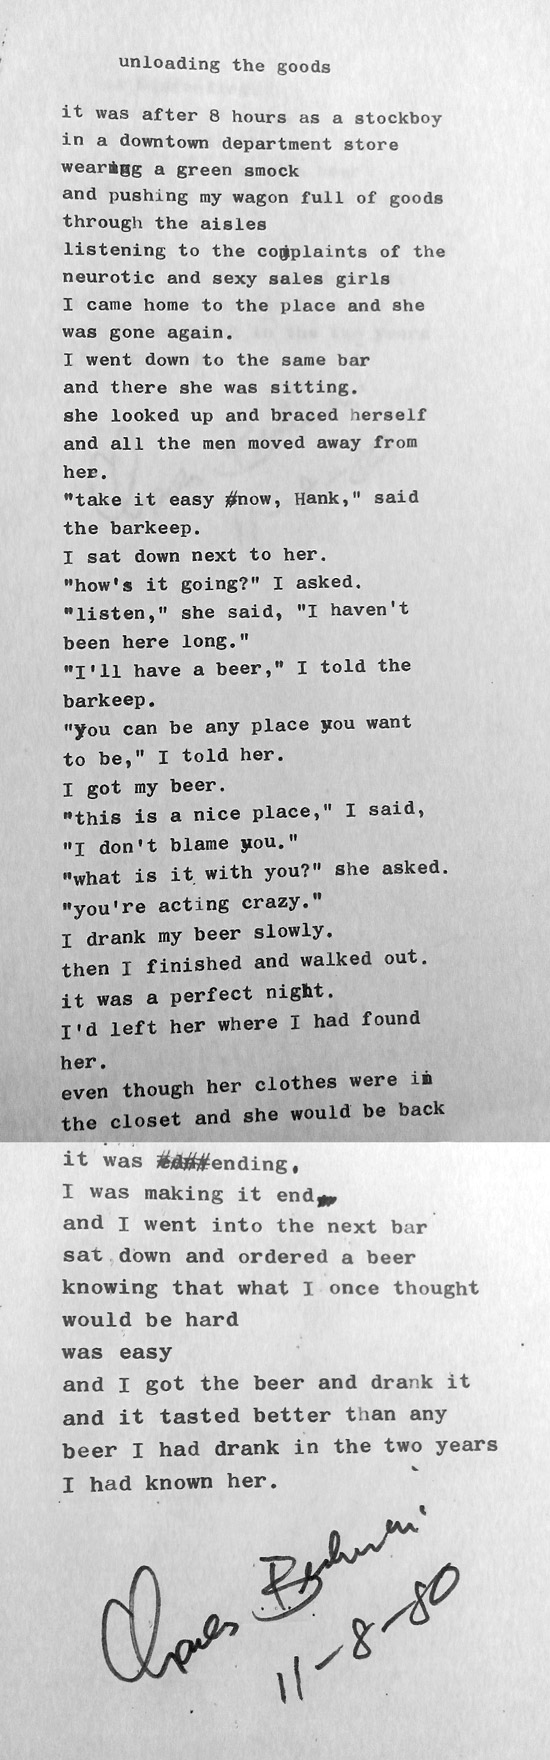 unloading the goods
it was after 8 hours as a stockboy
in a downtown department store
wearing a green smock
and pushing my wagon full of goods
through the aisles
listening to the complaints of the
neurotic and sexy sales girls
I came home to the place and she
was gone again.
I went down to the same bar
and there she was sitting.
she looked up and braced herself
and all the men moved away from
her.
"take it easy now, Hank," said
the barkeep.
I sat down next to her.
"how's it going?" I asked.
"listen," she said, "I haven't
been here long."
"I'll have a beer," I told the
barkeep.
"you can be any place you want
to be," I told her.
I got my beer.
"this is a nice place," I said,
"I don't blame you."
"what is it with you?" she asked.
"you're acting crazy."
I drank my beer slowly.
then I finished and walked out.
it was a perfect night.
I'd left her where I had found
her.
even though her clothes were in
the closet and she would be back
it was ending.
I was making it end
and I went into the next bar
sat down and ordered a beer
knowing that what I once thought
would be hard
was easy
and I got the beer and drank it
and it tasted better than any
beer I had drank in the two years
I had known her.
Charles Bukowski
11-8-80